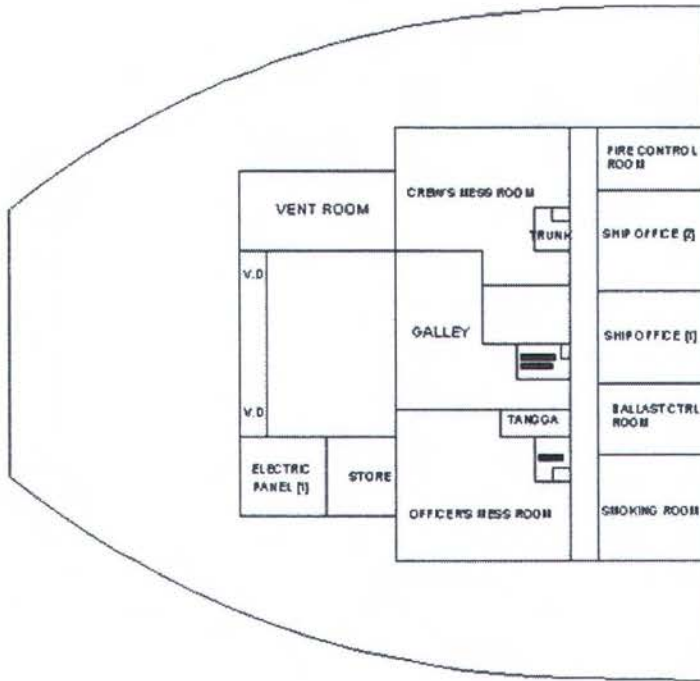 FIRE CONTROL
ROOM
CREW'S MESS ROOM
VENT ROOM
TRUNK
SHIP OFFICE [2]
V.D
GALLEY
SHIP OFFICE [1]
V.D
TANGGA
BALLAST CTRL
ROOM
ELECTRIC
PANEL [1]
STORE
OFFICER'S MESS ROOM
SMOKING ROOM